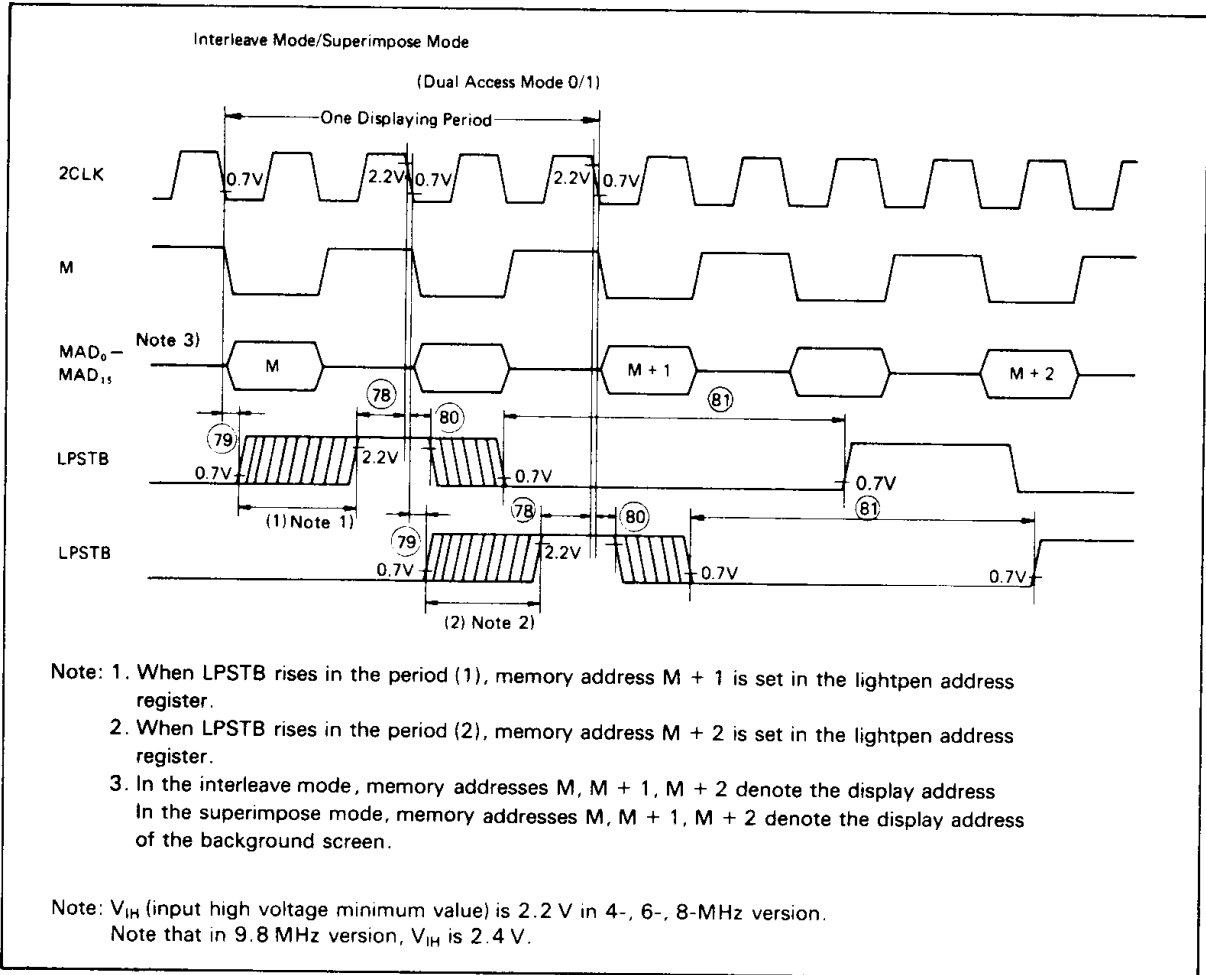 Interleave Mode/Superimpose Mode
(Dual Access Mode 0/1)
One Displaying Period
2CLK
0.7V 2.2V 0.7V 2.2V 0.7V
M
MAD₀–
MAD₁₅
Note 3)
M M + 1 M + 2
78 80 81
79
LPSTB
0.7V 2.2V 0.7V 0.7V
(1) Note 1)
78 80 81
79
LPSTB
0.7V 2.2V 0.7V 0.7V
(2) Note 2)
Note: 1. When LPSTB rises in the period (1), memory address M + 1 is set in the lightpen address
register.
2. When LPSTB rises in the period (2), memory address M + 2 is set in the lightpen address
register.
3. In the interleave mode, memory addresses M, M + 1, M + 2 denote the display address
In the superimpose mode, memory addresses M, M + 1, M + 2 denote the display address
of the background screen.
Note: V_IH (input high voltage minimum value) is 2.2 V in 4-, 6-, 8-MHz version.
Note that in 9.8 MHz version, V_IH is 2.4 V.